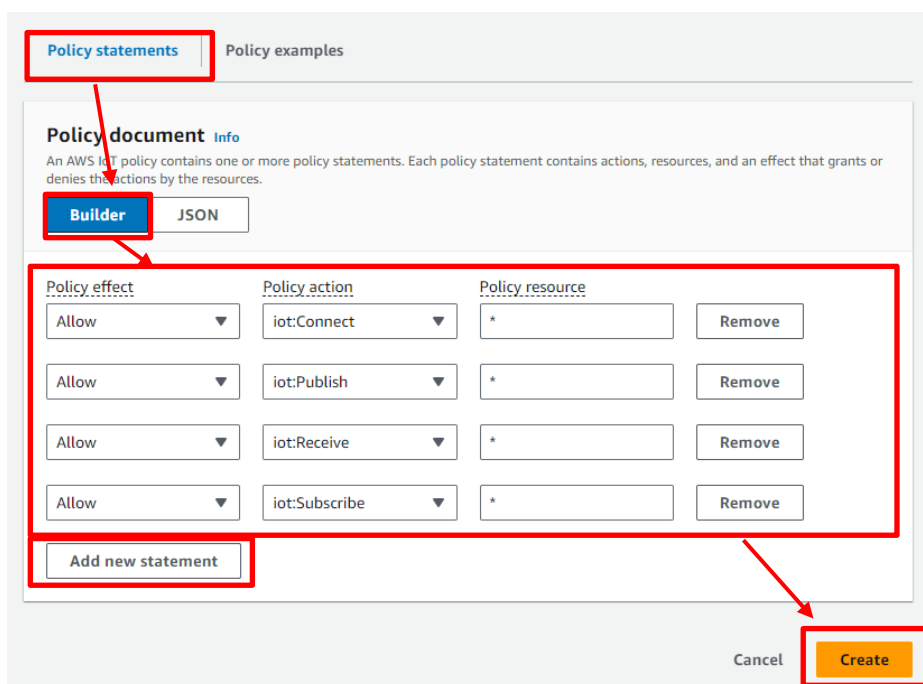 Policy statements Policy examples
Policy document Info
An AWS IoT policy contains one or more policy statements. Each policy statement contains actions, resources, and an effect that grants or
denies the actions by the resources.
Builder JSON
Policy effect Policy action Policy resource
Allow iot:Connect * Remove
Allow iot:Publish * Remove
Allow iot:Receive * Remove
Allow iot:Subscribe * Remove
Add new statement
Cancel Create